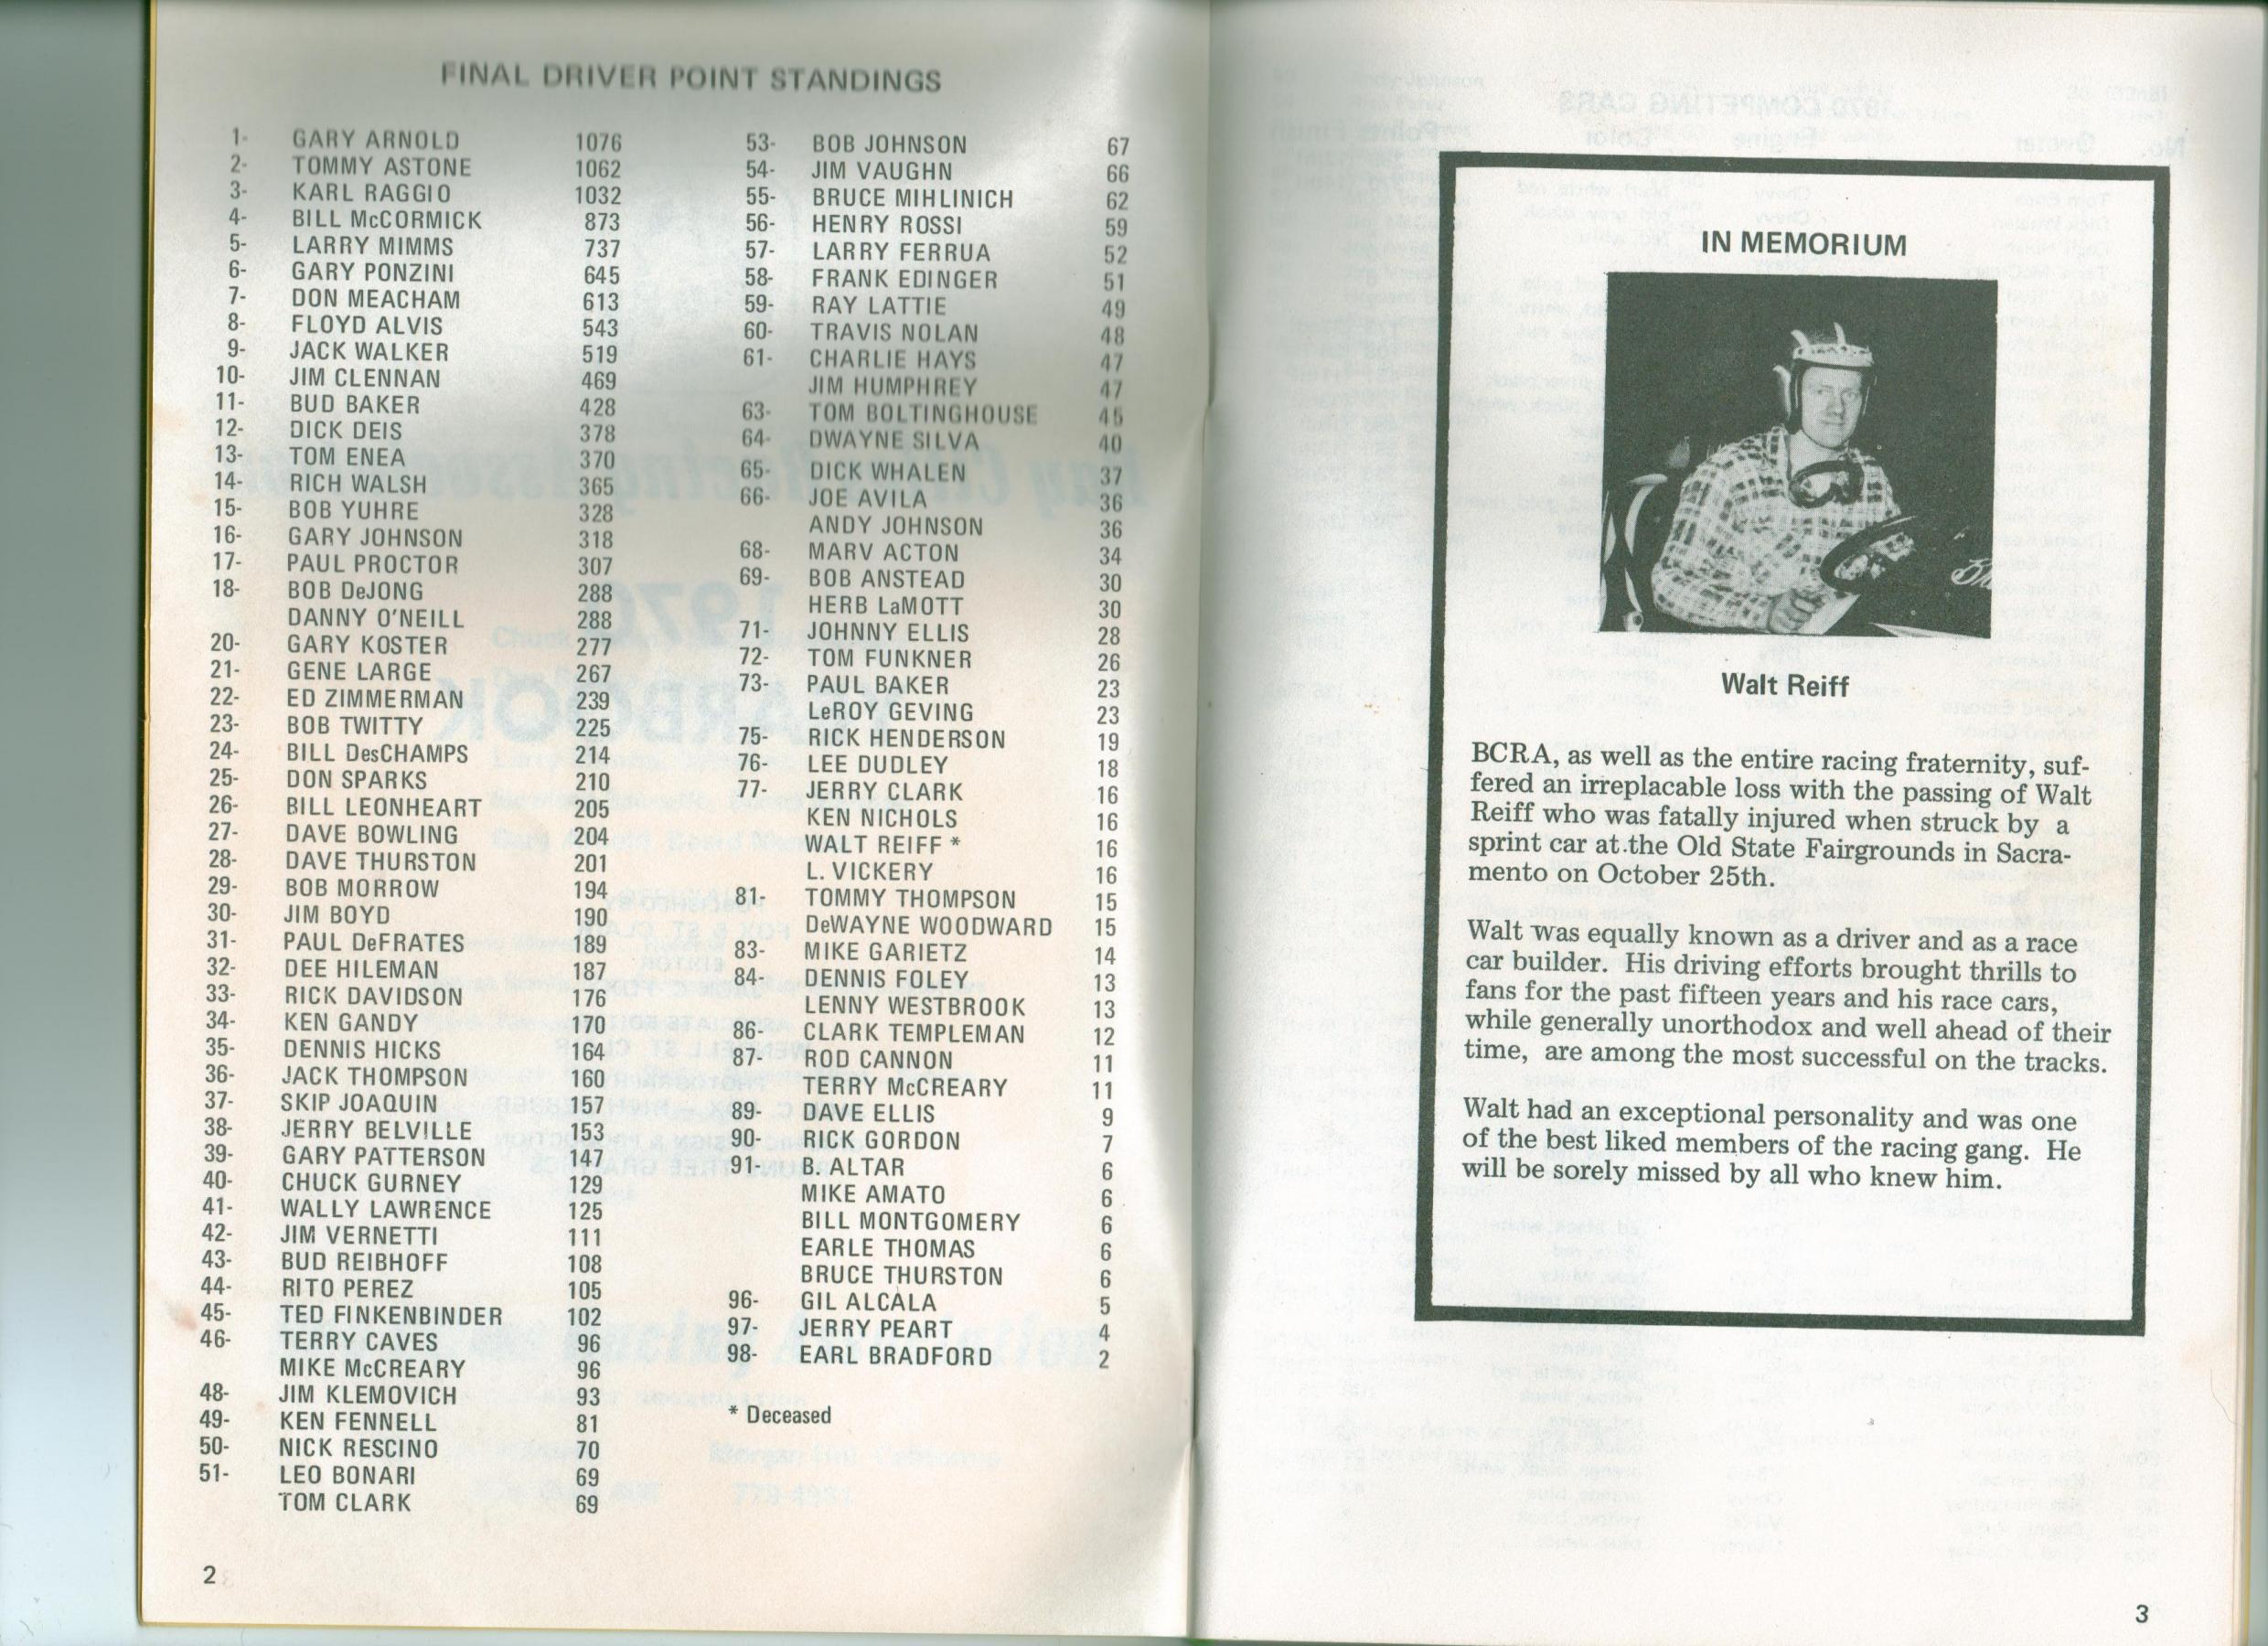 FINAL DRIVER POINT STANDINGS
1- GARY ARNOLD 1076
2- TOMMY ASTONE 1062
3- KARL RAGGIO 1032
4- BILL McCORMICK 873
5- LARRY MIMMS 737
6- GARY PONZINI 645
7- DON MEACHAM 613
8- FLOYD ALVIS 543
9- JACK WALKER 519
10- JIM CLENNAN 469
11- BUD BAKER 428
12- DICK DEIS 378
13- TOM ENEA 370
14- RICH WALSH 365
15- BOB YUHRE 328
16- GARY JOHNSON 318
17- PAUL PROCTOR 307
18- BOB DeJONG 288
DANNY O'NEILL 288
20- GARY KOSTER 277
21- GENE LARGE 267
22- ED ZIMMERMAN 239
23- BOB TWITTY 225
24- BILL DesCHAMPS 214
25- DON SPARKS 210
26- BILL LEONHEART 205
27- DAVE BOWLING 204
28- DAVE THURSTON 201
29- BOB MORROW 194
30- JIM BOYD 190
31- PAUL DeFRATES 189
32- DEE HILEMAN 187
33- RICK DAVIDSON 176
34- KEN GANDY 170
35- DENNIS HICKS 164
36- JACK THOMPSON 160
37- SKIP JOAQUIN 157
38- JERRY BELVILLE 153
39- GARY PATTERSON 147
40- CHUCK GURNEY 129
41- WALLY LAWRENCE 125
42- JIM VERNETTI 111
43- BUD REIBHOFF 108
44- RITO PEREZ 105
45- TED FINKENBINDER 102
46- TERRY CAVES 96
MIKE McCREARY 96
48- JIM KLEMOVICH 93
49- KEN FENNELL 81
50- NICK RESCINO 70
51- LEO BONARI 69
TOM CLARK 69
53- BOB JOHNSON 67
54- JIM VAUGHN 66
55- BRUCE MIHLINICH 62
56- HENRY ROSSI 59
57- LARRY FERRUA 52
58- FRANK EDINGER 51
59- RAY LATTIE 49
60- TRAVIS NOLAN 48
61- CHARLIE HAYS 47
JIM HUMPHREY 47
63- TOM BOLTINGHOUSE 45
64- DWAYNE SILVA 40
65- DICK WHALEN 37
66- JOE AVILA 36
ANDY JOHNSON 36
68- MARV ACTON 34
69- BOB ANSTEAD 30
HERB LaMOTT 30
71- JOHNNY ELLIS 28
72- TOM FUNKNER 26
73- PAUL BAKER 23
LeROY GEVING 23
75- RICK HENDERSON 19
76- LEE DUDLEY 18
77- JERRY CLARK 16
KEN NICHOLS 16
WALT REIFF * 16
L. VICKERY 16
81- TOMMY THOMPSON 15
DeWAYNE WOODWARD 15
83- MIKE GARIETZ 14
84- DENNIS FOLEY 13
LENNY WESTBROOK 13
86- CLARK TEMPLEMAN 12
87- ROD CANNON 11
TERRY McCREARY 11
89- DAVE ELLIS 9
90- RICK GORDON 7
91- B. ALTAR 6
MIKE AMATO 6
BILL MONTGOMERY 6
EARLE THOMAS 6
BRUCE THURSTON 6
96- GIL ALCALA 5
97- JERRY PEART 4
98- EARL BRADFORD 2
* Deceased
2
IN MEMORIUM
Walt Reiff
BCRA, as well as the entire racing fraternity, suf-
fered an irreplacable loss with the passing of Walt
Reiff who was fatally injured when struck by a
sprint car at the Old State Fairgrounds in Sacra-
mento on October 25th.
Walt was equally known as a driver and as a race
car builder. His driving efforts brought thrills to
fans for the past fifteen years and his race cars,
while generally unorthodox and well ahead of their
time, are among the most successful on the tracks.
Walt had an exceptional personality and was one
of the best liked members of the racing gang. He
will be sorely missed by all who knew him.
3